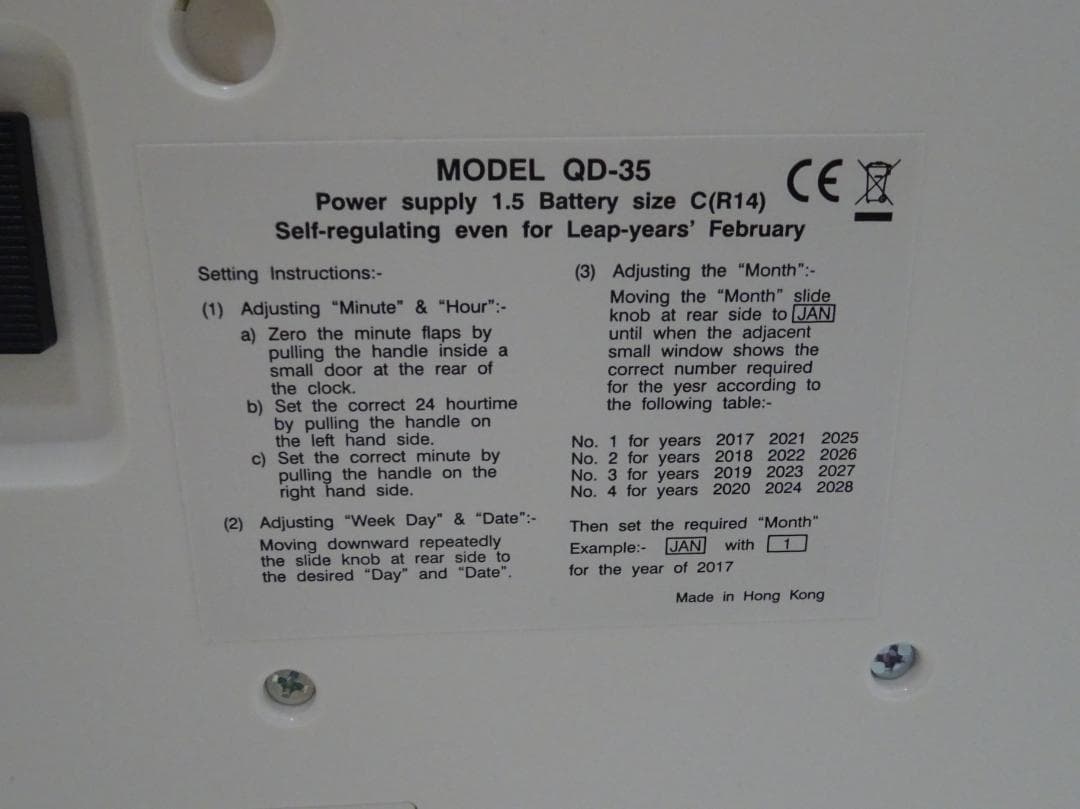 MODEL QD-35
CE
Power supply 1.5 Battery size C(R14)
Self-regulating even for Leap-years' February
Setting Instructions:-
(1) Adjusting "Minute" & "Hour":-
a) Zero the minute flaps by
pulling the handle inside a
small door at the rear of
the clock.
b) Set the correct 24 hourtime
by pulling the handle on
the left hand side.
c) Set the correct minute by
pulling the handle on the
right hand side.
(2) Adjusting "Week Day" & "Date":-
Moving downward repeatedly
the slide knob at rear side to
the desired "Day" and "Date".
(3) Adjusting the "Month":-
Moving the "Month" slide
knob at rear side to JAN
until when the adjacent
small window shows the
correct number required
for the yesr according to
the following table:-
No. 1 for years 2017 2021 2025
No. 2 for years 2018 2022 2026
No. 3 for years 2019 2023 2027
No. 4 for years 2020 2024 2028
Then set the required "Month"
Example:- JAN with 1
for the year of 2017
Made in Hong Kong